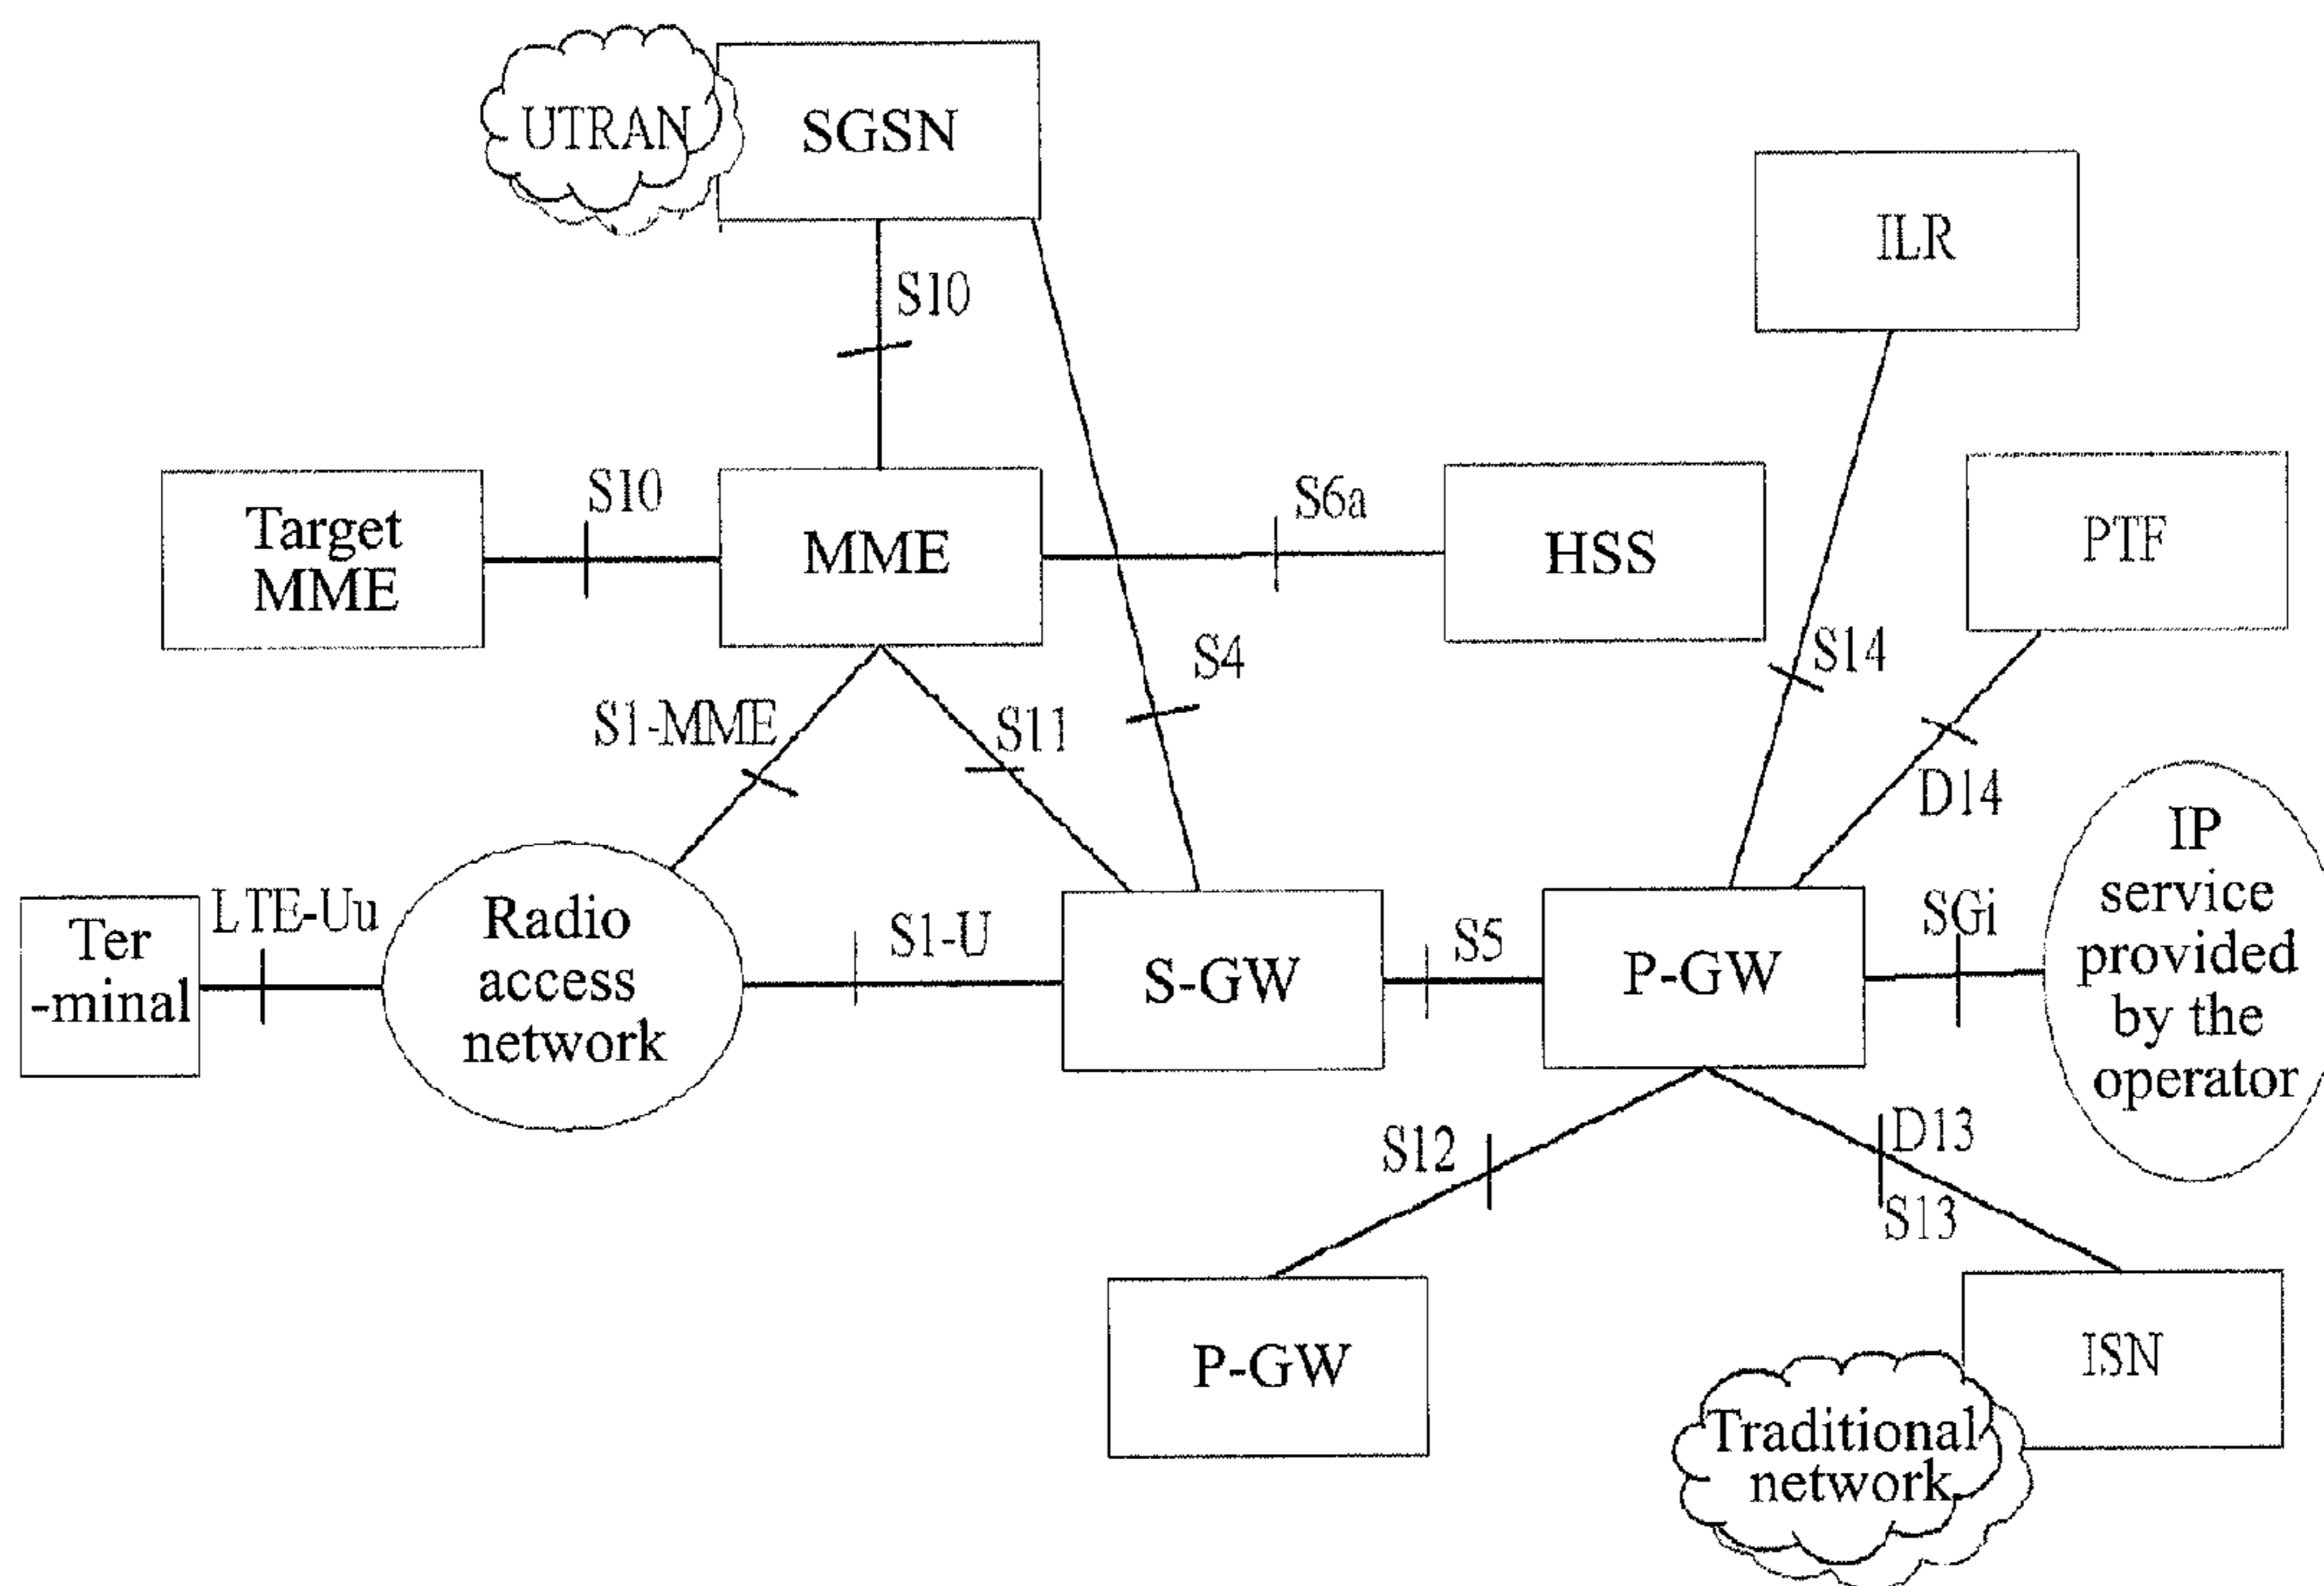 UTRAN
SGSN
ILR
S10
Target
MME
S10
MME
S6a
HSS
PTF
S14
S4
S1-MME
S11
D14
IP
service
provided
by the
operator
Ter
-minal
LTE-Uu
Radio
access
network
S1-U
S-GW
S5
P-GW
SGi
S12
D13
S13
P-GW
ISN
Traditional
network